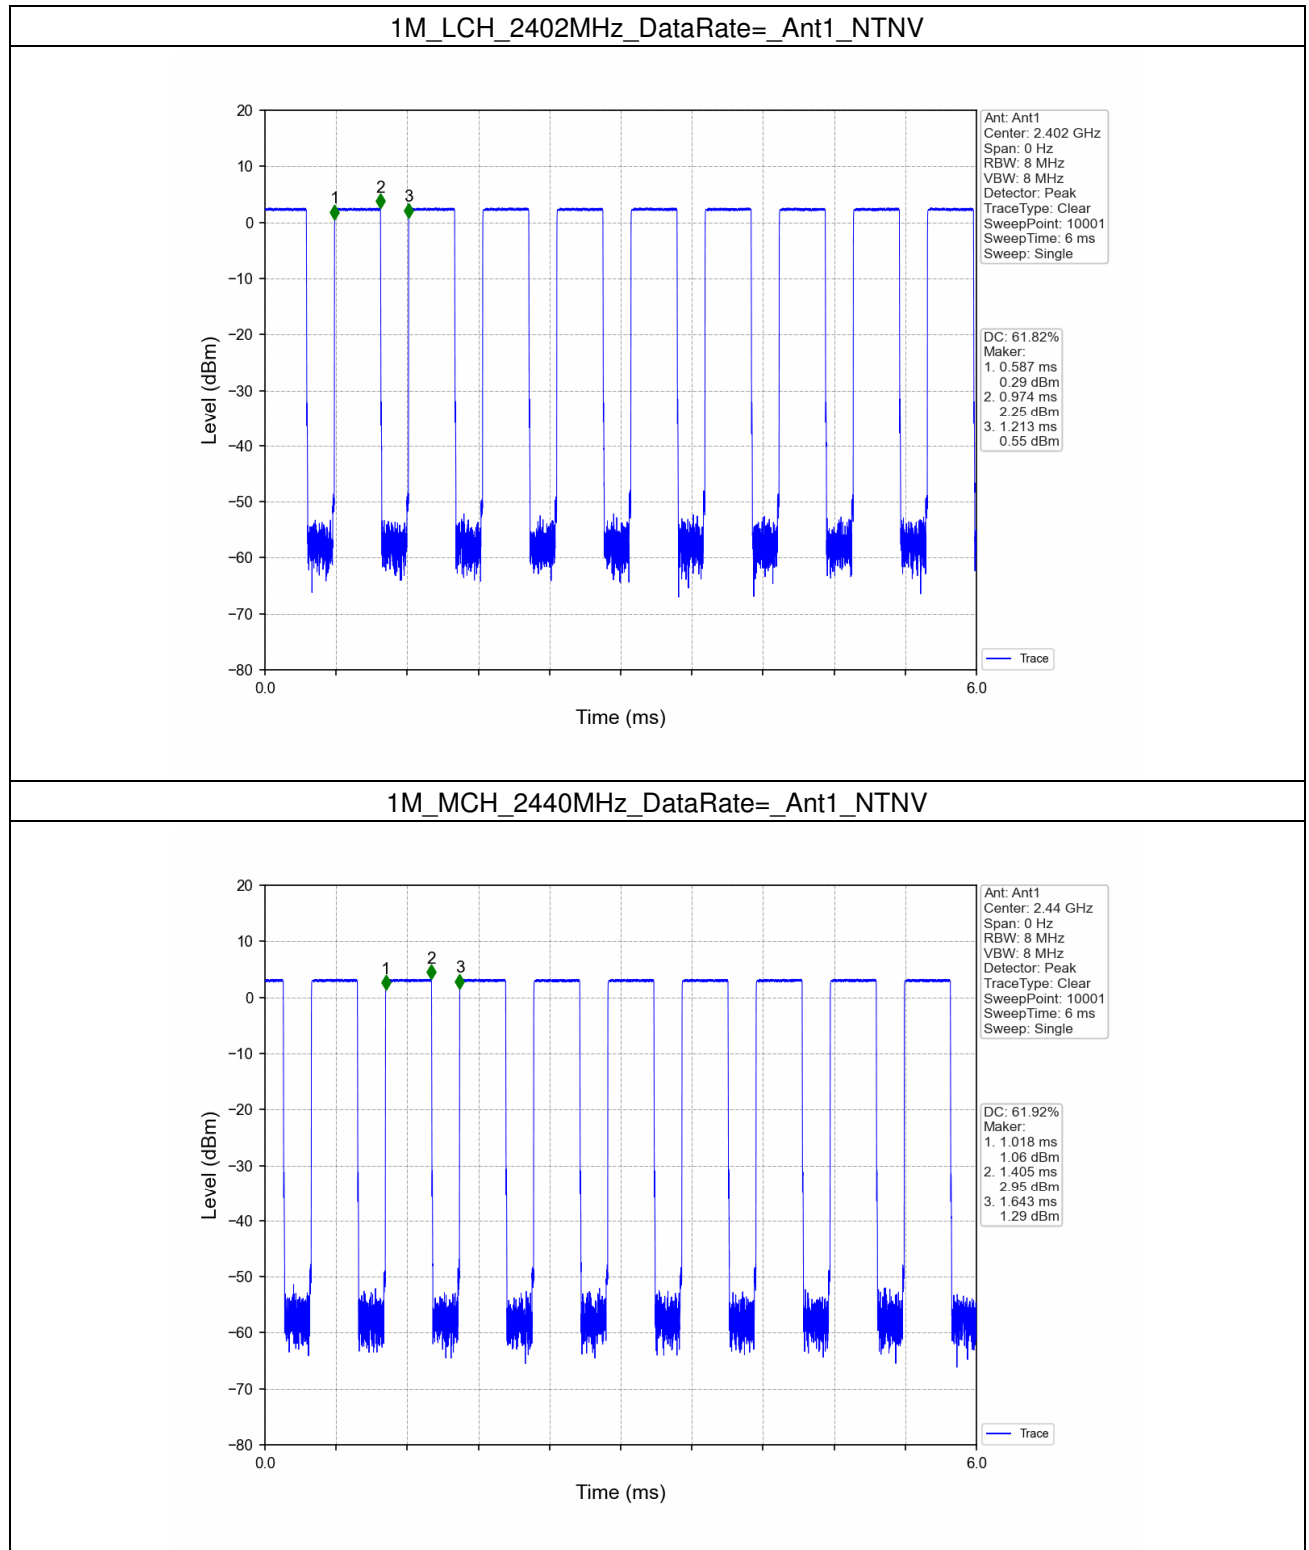 1M_LCH_2402MHz_DataRate=_Ant1_NTNV
20
10
0
−10
−20
−30
−40
−50
−60
−70
−80
Level (dBm)
1
2
3
0.0
6.0
Time (ms)
Ant: Ant1
Center: 2.402 GHz
Span: 0 Hz
RBW: 8 MHz
VBW: 8 MHz
Detector: Peak
TraceType: Clear
SweepPoint: 10001
SweepTime: 6 ms
Sweep: Single
DC: 61.82%
Maker:
1. 0.587 ms
0.29 dBm
2. 0.974 ms
2.25 dBm
3. 1.213 ms
0.55 dBm
Trace
1M_MCH_2440MHz_DataRate=_Ant1_NTNV
20
10
0
−10
−20
−30
−40
−50
−60
−70
−80
Level (dBm)
1
2
3
0.0
6.0
Time (ms)
Ant: Ant1
Center: 2.44 GHz
Span: 0 Hz
RBW: 8 MHz
VBW: 8 MHz
Detector: Peak
TraceType: Clear
SweepPoint: 10001
SweepTime: 6 ms
Sweep: Single
DC: 61.92%
Maker:
1. 1.018 ms
1.06 dBm
2. 1.405 ms
2.95 dBm
3. 1.643 ms
1.29 dBm
Trace